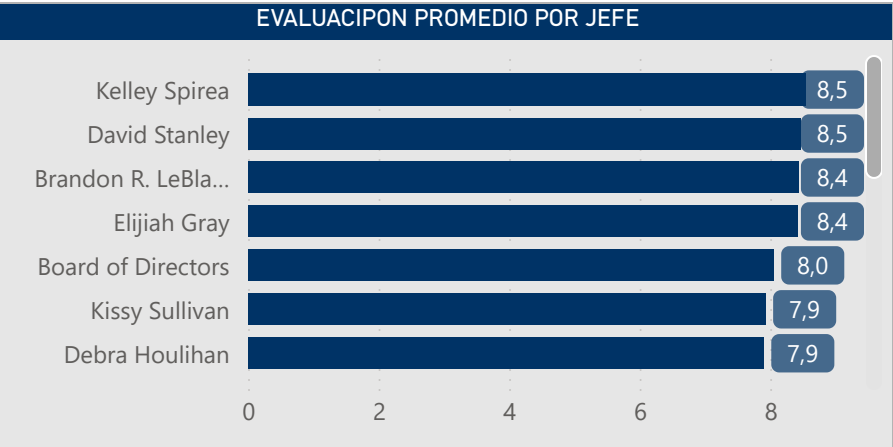 EVALUACIPON PROMEDIO POR JEFE
Kelley Spirea 8,5
David Stanley 8,5
Brandon R. LeBla... 8,4
Elijiah Gray 8,4
Board of Directors 8,0
Kissy Sullivan 7,9
Debra Houlihan 7,9
0 2 4 6 8